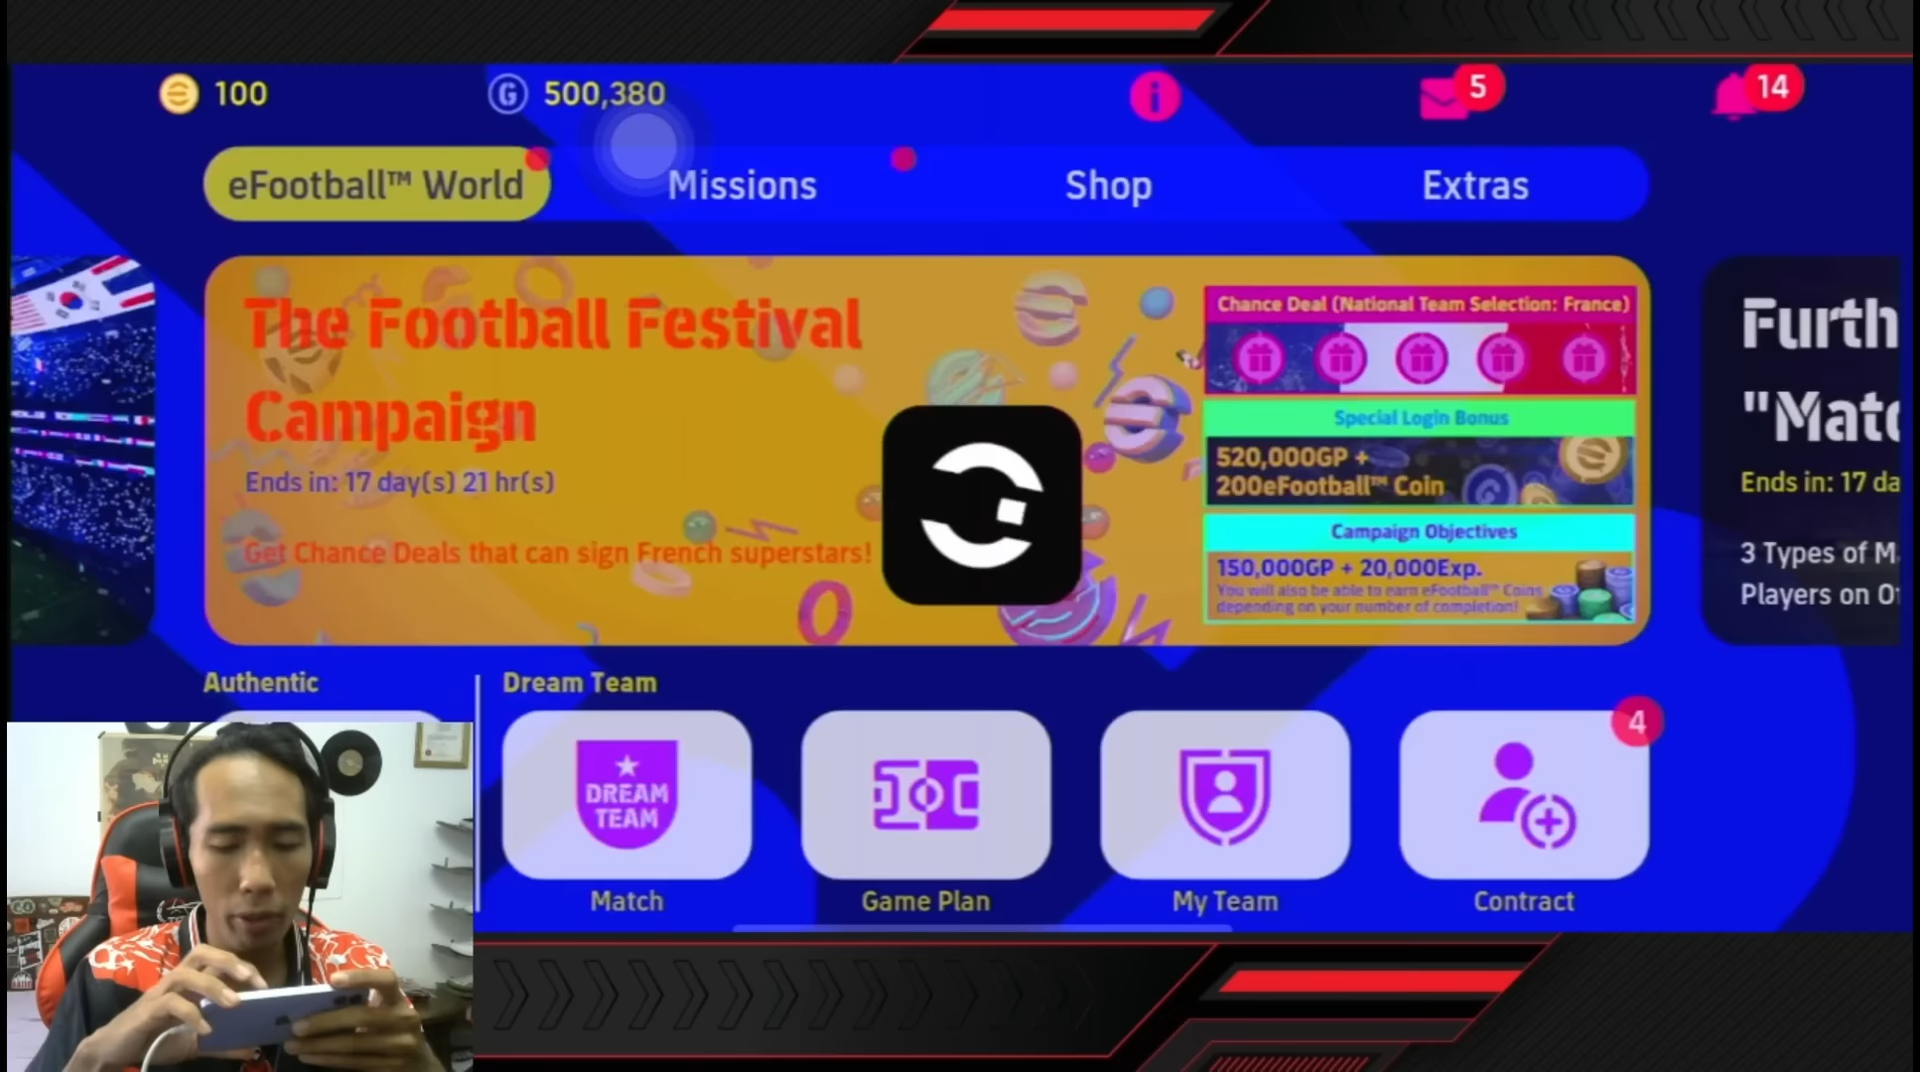 100
500,380
5
14
eFootball™ World
Missions
Shop
Extras
The Football Festival
Campaign
Ends in: 17 day(s) 21 hr(s)
Get Chance Deals that can sign French superstars!
Chance Deal (National Team Selection: France)
Special Login Bonus
520,000GP +
200eFootball™ Coin
Campaign Objectives
150,000GP + 20,000Exp.
You will also be able to earn eFootball™ Coins
depending on your number of completion!
Furth
"Matc
Ends in: 17 da
3 Types of M
Players on Of
Authentic
Dream Team
DREAM
TEAM
4
Match
Game Plan
My Team
Contract